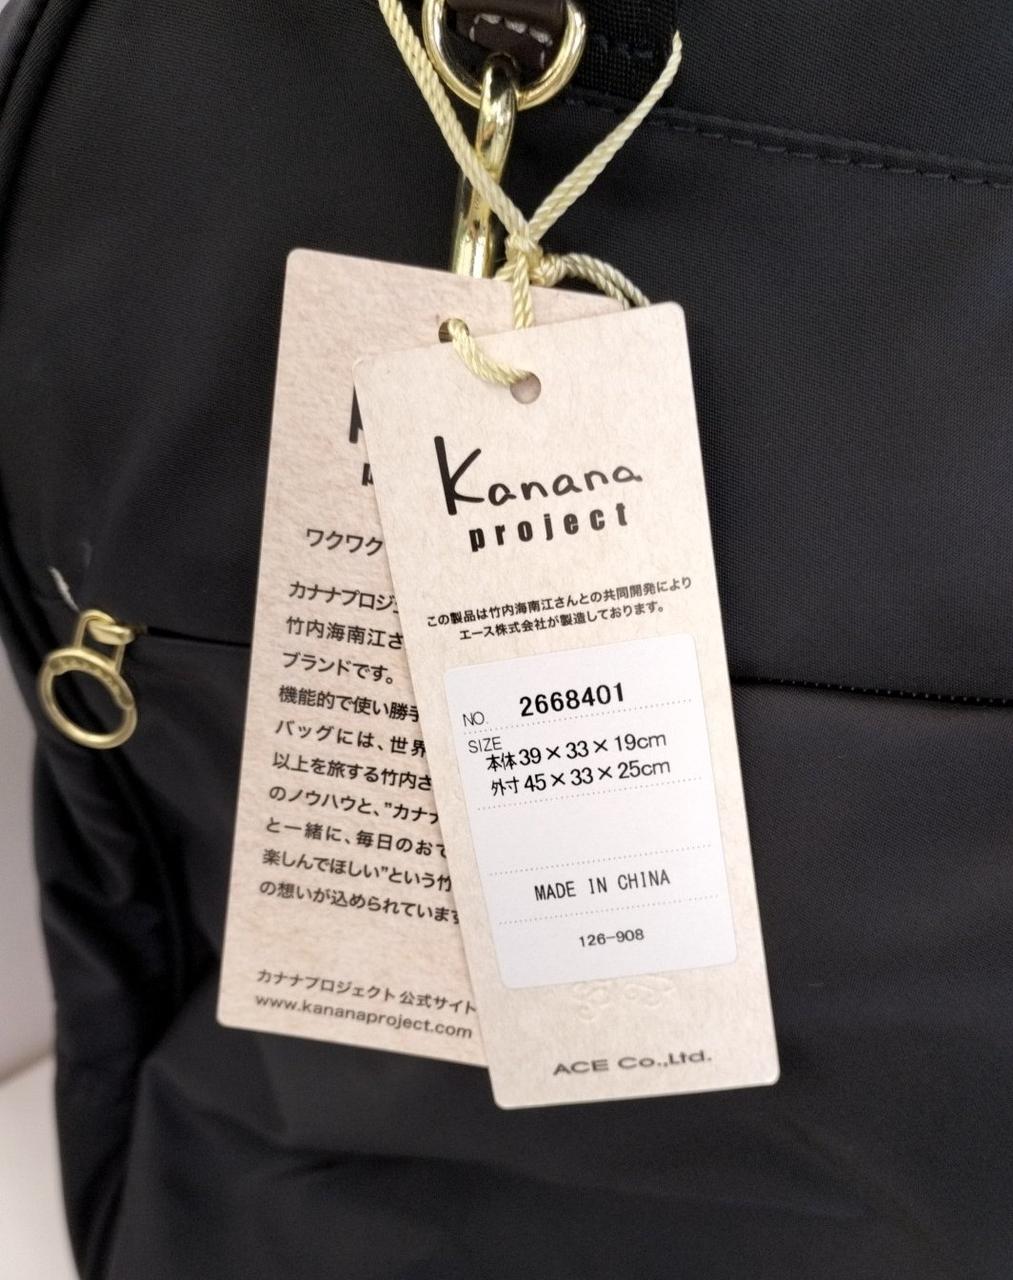 Kanana
project
この製品は竹内海南江さんとの共同開発により
エース株式会社が製造しております。
NO. 2668401
SIZE
本体39×33×19cm
外寸45×33×25cm
MADE IN CHINA
126-908
ACE Co.,Ltd.
ワクワク
カナナプロジェ
竹内海南江さ
ブランドです。
機能的で使い勝手
バッグには、世界
以上を旅する竹内さ
のノウハウと、”カナナ
と一緒に、毎日のおで
楽しんでほしい”という竹
の想いが込められています
カナナプロジェクト 公式サイト
www.kananaproject.com